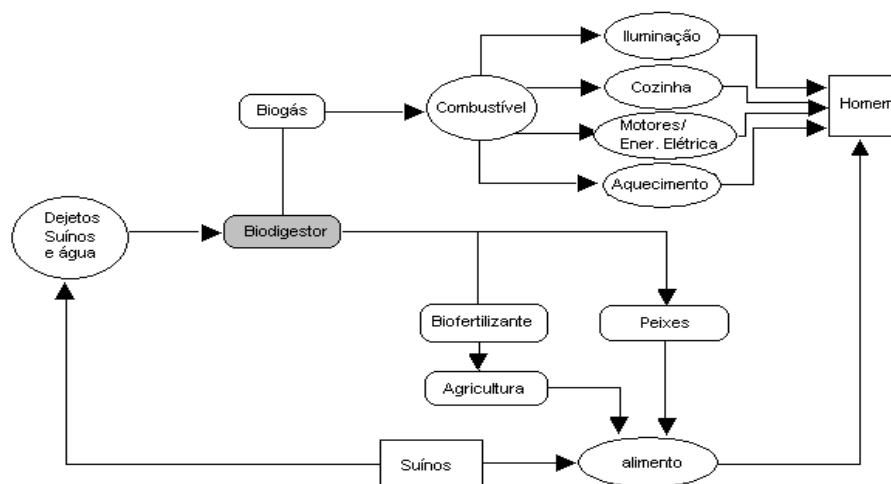 Iluminação
Biogás
Combustível
Cozinha
Homem
Motores/
Ener. Elétrica
Aquecimento
Dejetos
Suínos
e água
Biodigestor
Biofertilizante
Peixes
Agricultura
Suínos
alimento